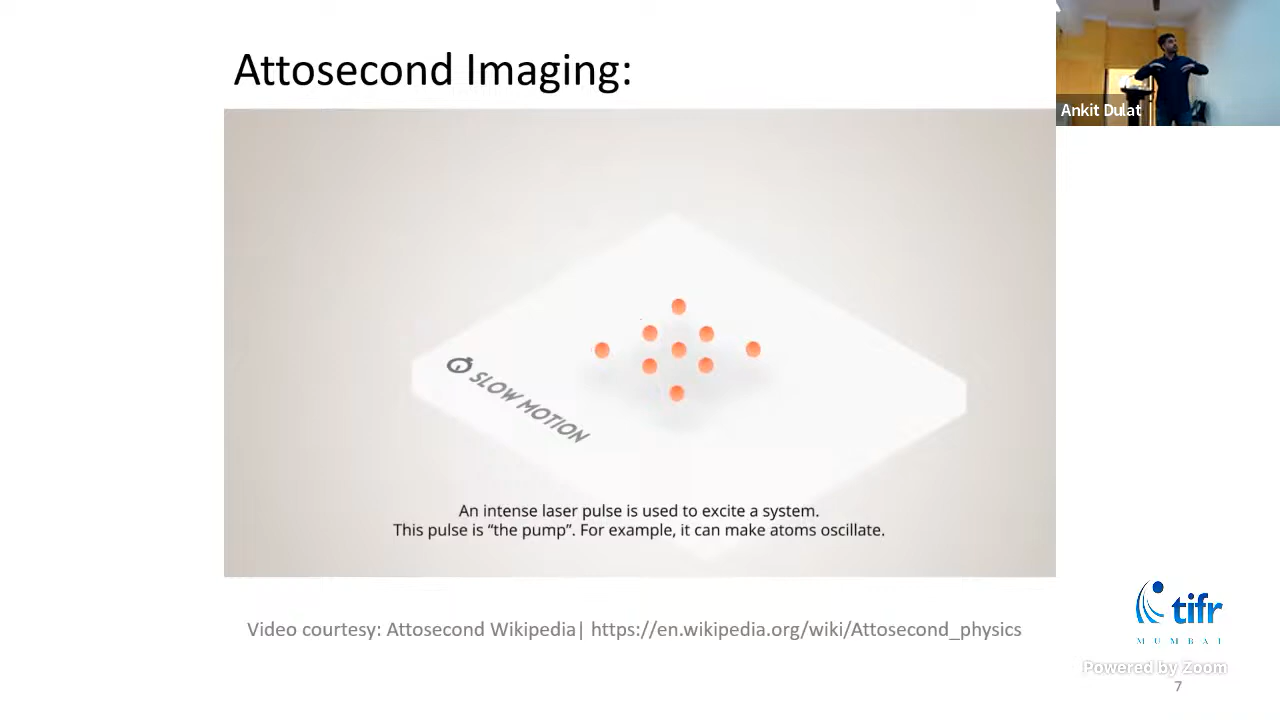 Attosecond Imaging:
Ankit Dulat
SLOW MOTION
An intense laser pulse is used to excite a system.
This pulse is “the pump”. For example, it can make atoms oscillate.
Video courtesy: Attosecond Wikipedia| https://en.wikipedia.org/wiki/Attosecond_physics
tifr
MUMBAI
Powered by Zoom
7